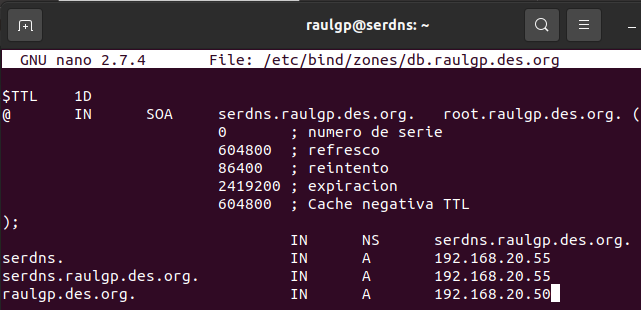 raulgp@serdns: ~
GNU nano 2.7.4 File: /etc/bind/zones/db.raulgp.des.org
$TTL 1D
@ IN SOA serdns.raulgp.des.org. root.raulgp.des.org. (
0 ; numero de serie
604800 ; refresco
86400 ; reintento
2419200 ; expiracion
604800 ; Cache negativa TTL
);
IN NS serdns.raulgp.des.org.
serdns. IN A 192.168.20.55
serdns.raulgp.des.org. IN A 192.168.20.55
raulgp.des.org. IN A 192.168.20.50